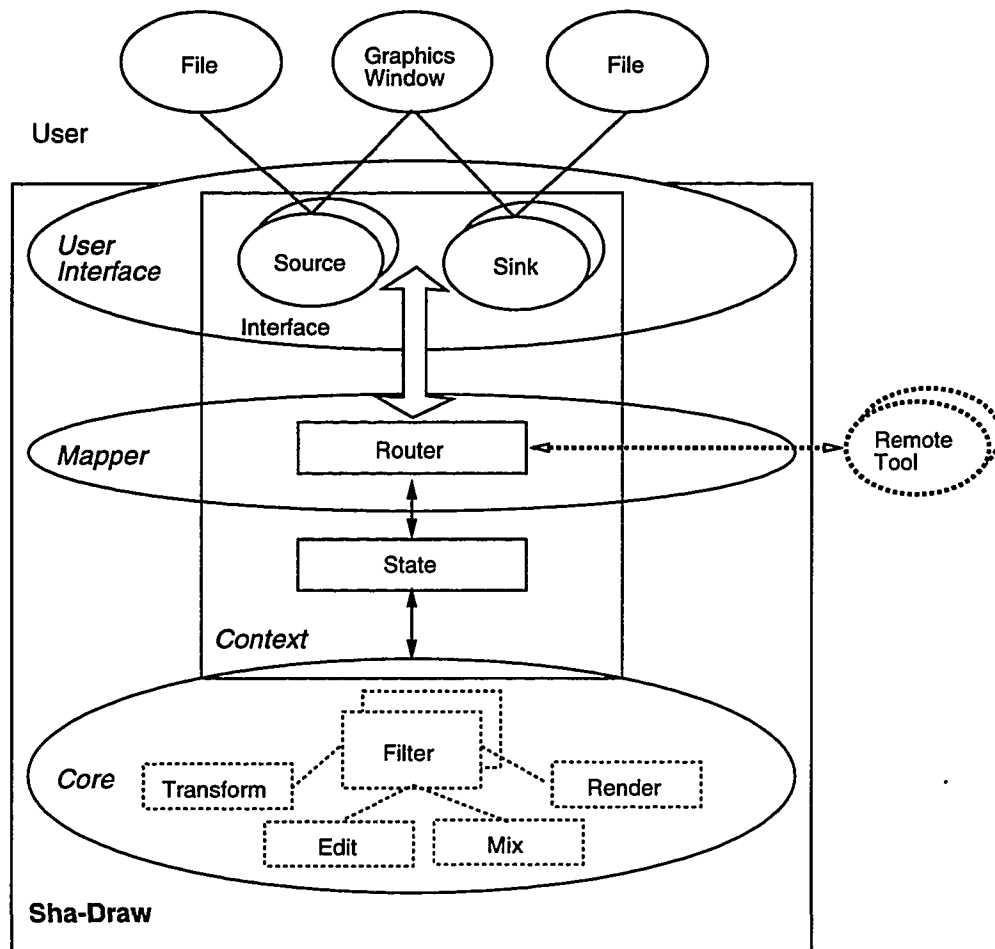 File
Graphics
Window
File
User
User
Interface
Source
Sink
Interface
Mapper
Router
Remote
Tool
State
Context
Core
Filter
Transform
Render
Edit
Mix
Sha-Draw